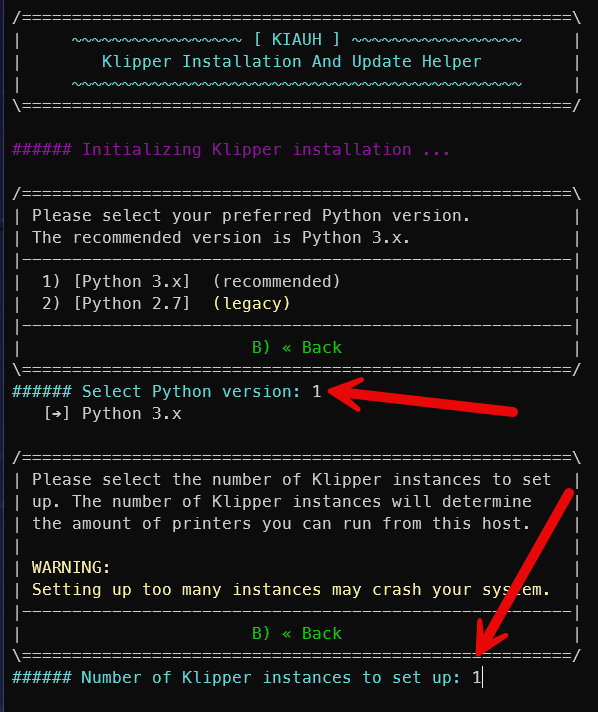 /=======================================================\
|     ~~~~~~~~~~~~~~~~~ [ KIAUH ] ~~~~~~~~~~~~~~~~~     |
|        Klipper Installation And Update Helper         |
|     ~~~~~~~~~~~~~~~~~~~~~~~~~~~~~~~~~~~~~~~~~~~~~     |
\=======================================================/
###### Initializing Klipper installation ...
/=======================================================\
| Please select your preferred Python version.          |
| The recommended version is Python 3.x.                |
|-------------------------------------------------------|
|  1) [Python 3.x]  (recommended)                       |
|  2) [Python 2.7]  (legacy)                            |
|-------------------------------------------------------|
|                       B) « Back                       |
\=======================================================/
###### Select Python version: 1
   [➔] Python 3.x
/=======================================================\
| Please select the number of Klipper instances to set  |
| up. The number of Klipper instances will determine    |
| the amount of printers you can run from this host.    |
|                                                       |
| WARNING:                                              |
| Setting up too many instances may crash your system.  |
|-------------------------------------------------------|
|                       B) « Back                       |
\=======================================================/
###### Number of Klipper instances to set up: 1